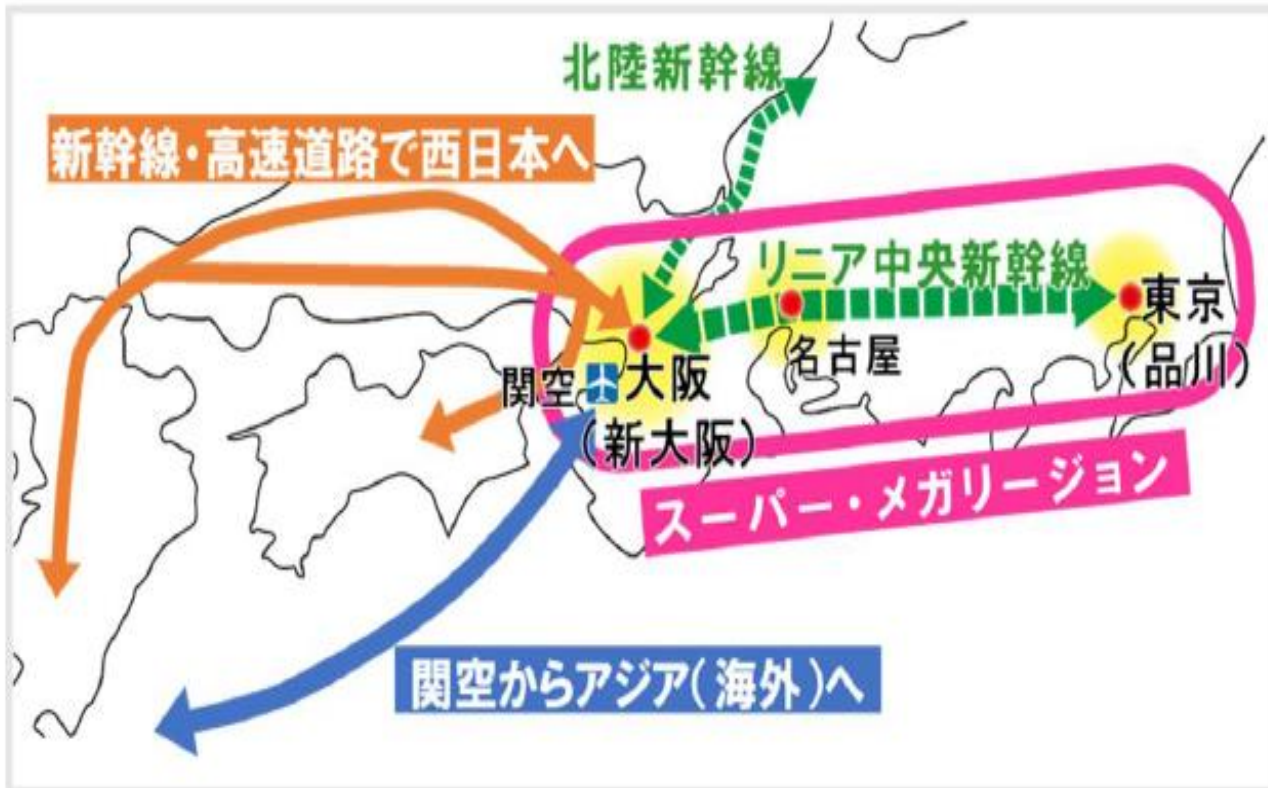 北陸新幹線
新幹線・高速道路で西日本へ
リニア中央新幹線
東京
(品川)
名古屋
関空
大阪
(新大阪)
スーパー・メガリージョン
関空からアジア(海外)へ